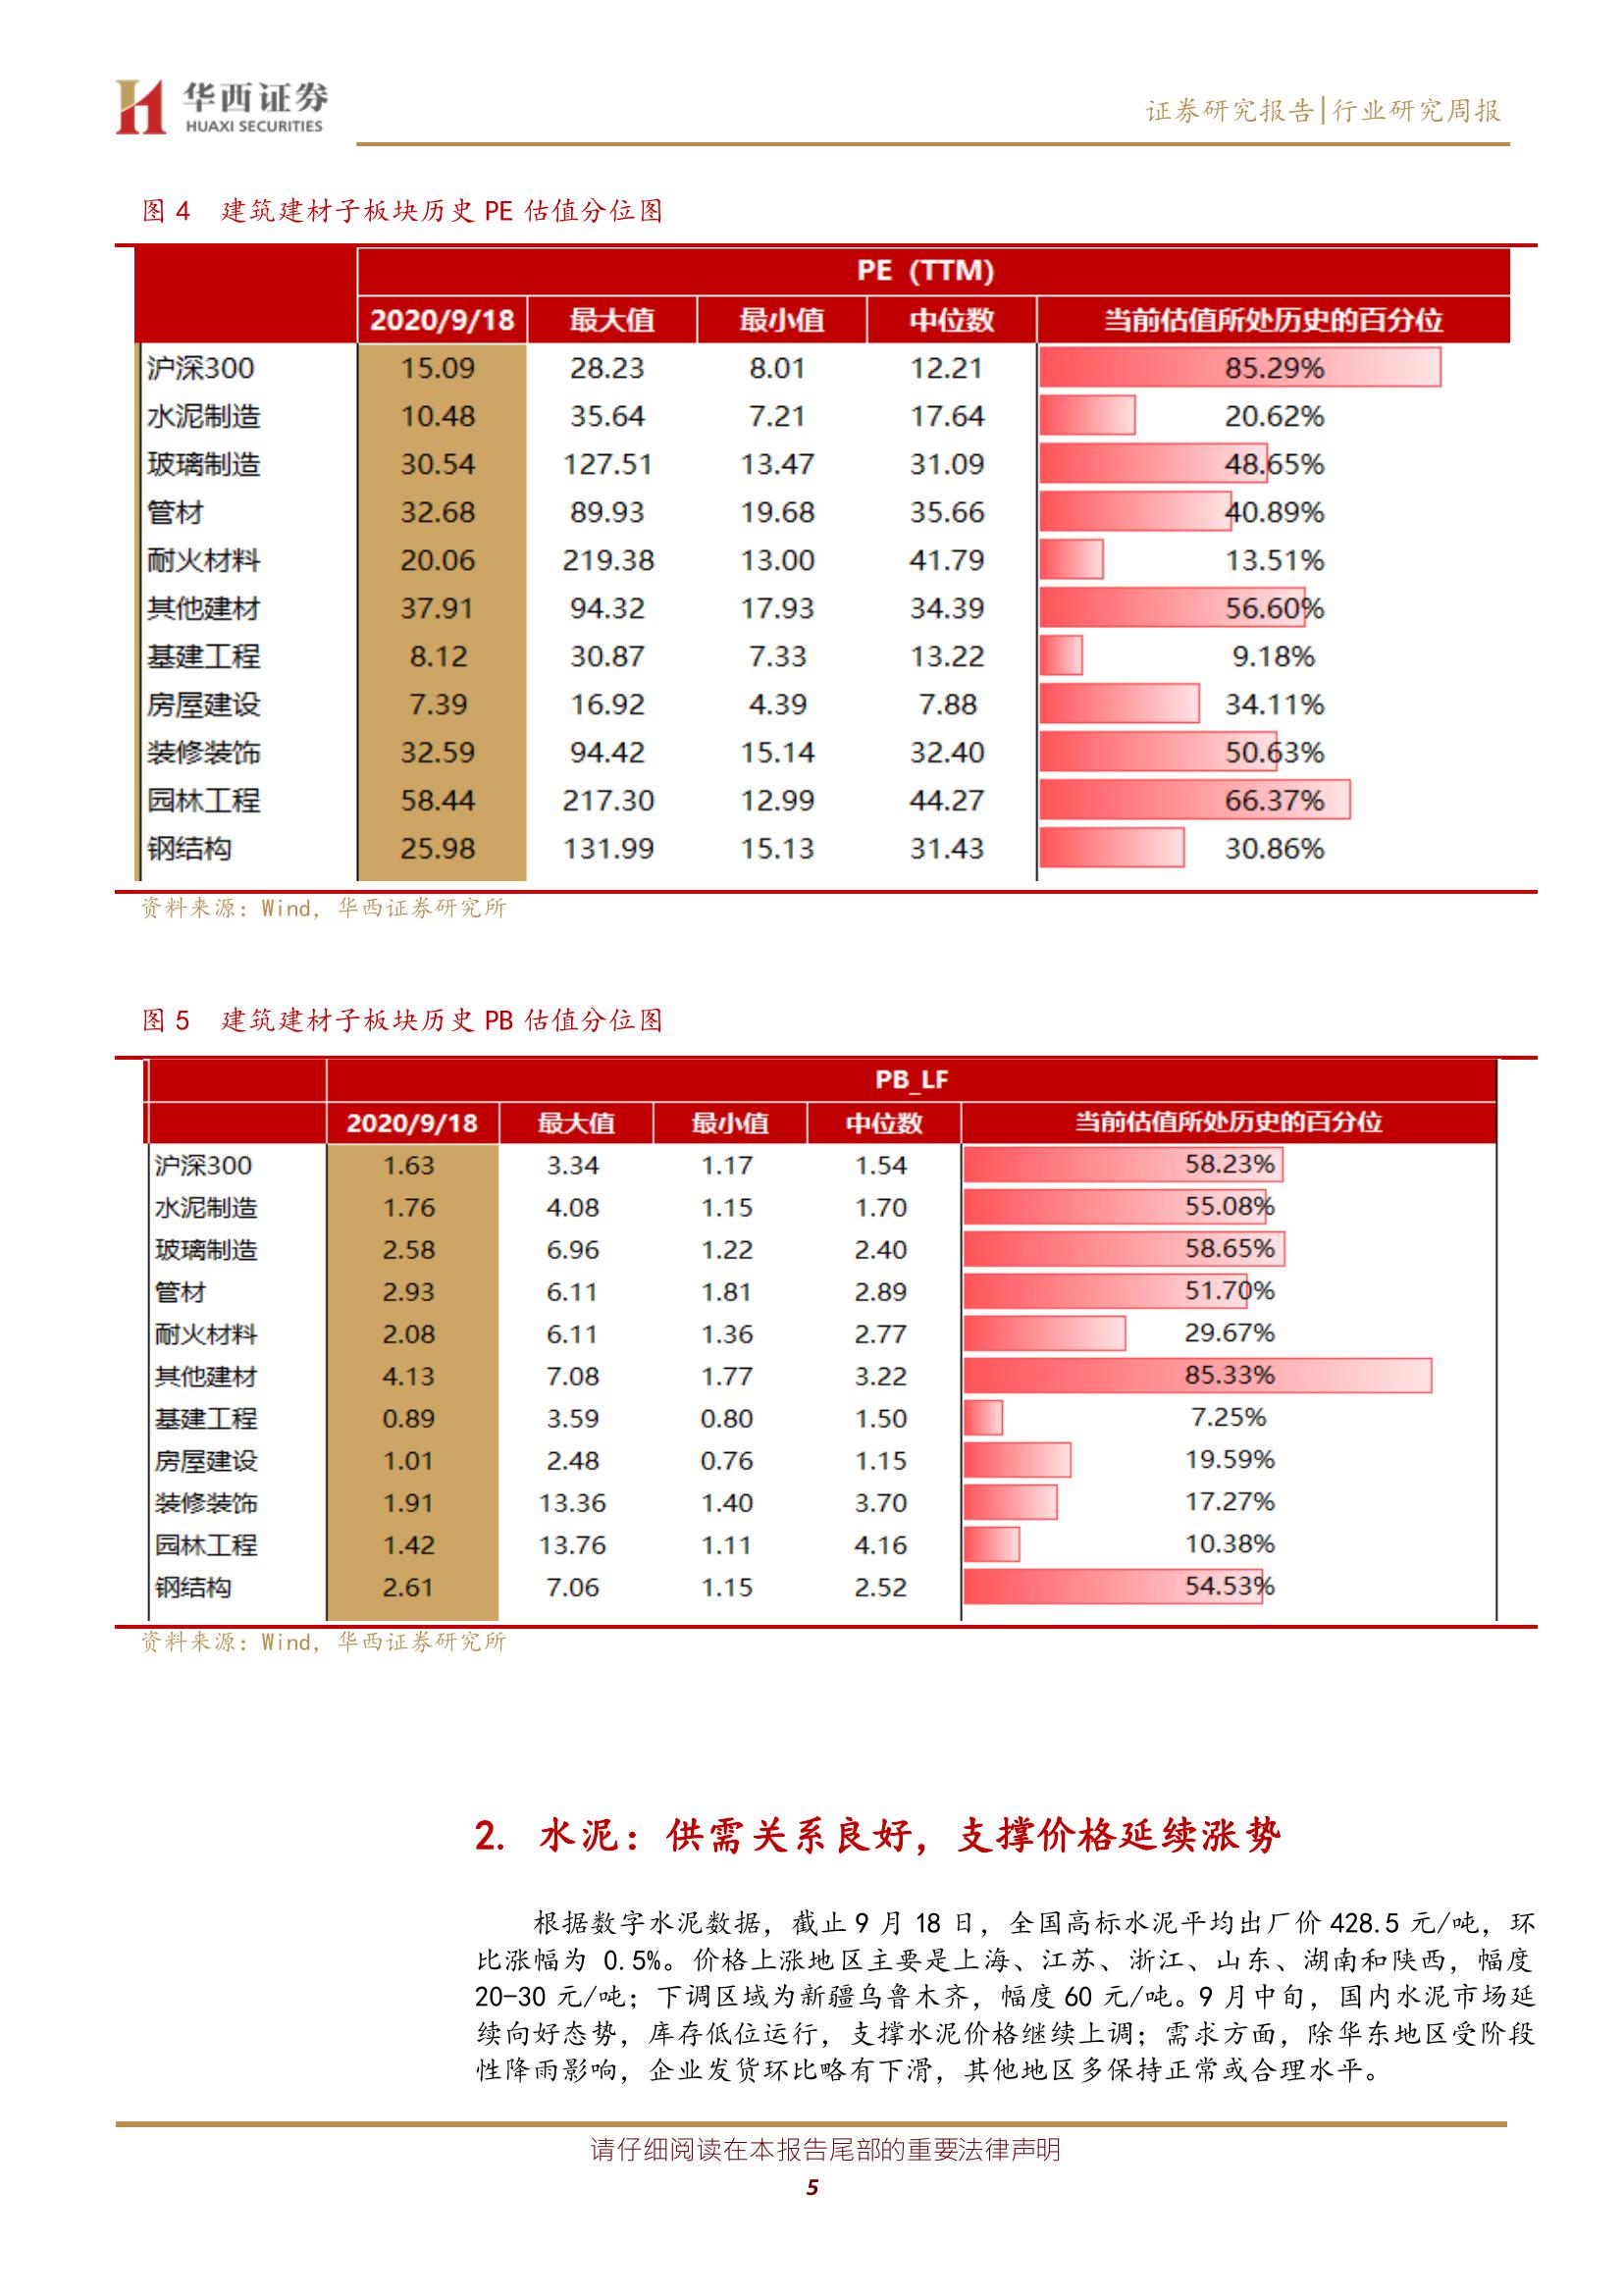 华西证券
HUAXI SECURITIES
证券研究报告|行业研究周报
图 4 建筑建材子板块历史 PE 估值分位图
PE (TTM)
2020/9/18 最大值 最小值 中位数 当前估值所处历史的百分位
沪深300 15.09 28.23 8.01 12.21 85.29%
水泥制造 10.48 35.64 7.21 17.64 20.62%
玻璃制造 30.54 127.51 13.47 31.09 48.65%
管材 32.68 89.93 19.68 35.66 40.89%
耐火材料 20.06 219.38 13.00 41.79 13.51%
其他建材 37.91 94.32 17.93 34.39 56.60%
基建工程 8.12 30.87 7.33 13.22 9.18%
房屋建设 7.39 16.92 4.39 7.88 34.11%
装修装饰 32.59 94.42 15.14 32.40 50.63%
园林工程 58.44 217.30 12.99 44.27 66.37%
钢结构 25.98 131.99 15.13 31.43 30.86%
资料来源：Wind，华西证券研究所
图 5 建筑建材子板块历史 PB 估值分位图
PB_LF
2020/9/18 最大值 最小值 中位数 当前估值所处历史的百分位
沪深300 1.63 3.34 1.17 1.54 58.23%
水泥制造 1.76 4.08 1.15 1.70 55.08%
玻璃制造 2.58 6.96 1.22 2.40 58.65%
管材 2.93 6.11 1.81 2.89 51.70%
耐火材料 2.08 6.11 1.36 2.77 29.67%
其他建材 4.13 7.08 1.77 3.22 85.33%
基建工程 0.89 3.59 0.80 1.50 7.25%
房屋建设 1.01 2.48 0.76 1.15 19.59%
装修装饰 1.91 13.36 1.40 3.70 17.27%
园林工程 1.42 13.76 1.11 4.16 10.38%
钢结构 2.61 7.06 1.15 2.52 54.53%
资料来源：Wind，华西证券研究所
2. 水泥：供需关系良好，支撑价格延续涨势
根据数字水泥数据，截止 9 月 18 日，全国高标水泥平均出厂价 428.5 元/吨，环
比涨幅为 0.5%。价格上涨地区主要是上海、江苏、浙江、山东、湖南和陕西，幅度
20-30 元/吨；下调区域为新疆乌鲁木齐，幅度 60 元/吨。9 月中旬，国内水泥市场延
续向好态势，库存低位运行，支撑水泥价格继续上调；需求方面，除华东地区受阶段
性降雨影响，企业发货环比略有下滑，其他地区多保持正常或合理水平。
请仔细阅读在本报告尾部的重要法律声明
5